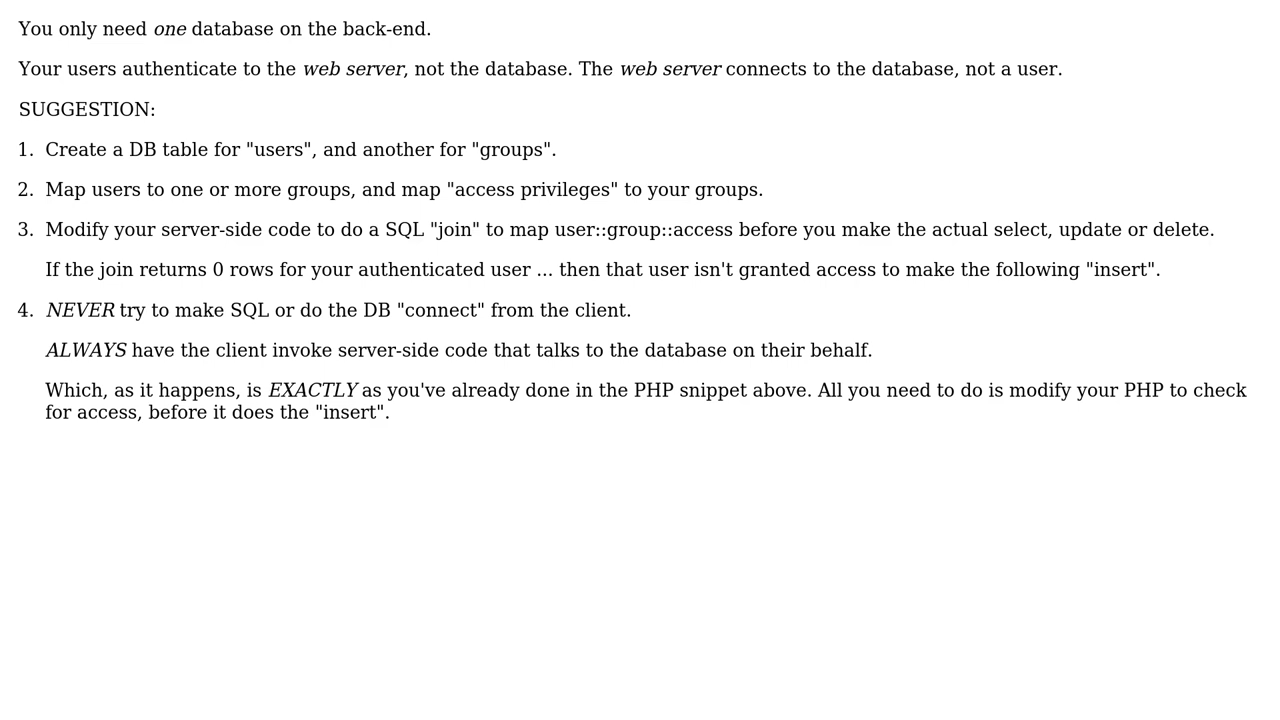 You only need one database on the back-end.
Your users authenticate to the web server, not the database. The web server connects to the database, not a user.
SUGGESTION:
1. Create a DB table for "users", and another for "groups".
2. Map users to one or more groups, and map "access privileges" to your groups.
3. Modify your server-side code to do a SQL "join" to map user::group::access before you make the actual select, update or delete.
If the join returns 0 rows for your authenticated user ... then that user isn't granted access to make the following "insert".
4. NEVER try to make SQL or do the DB "connect" from the client.
ALWAYS have the client invoke server-side code that talks to the database on their behalf.
Which, as it happens, is EXACTLY as you've already done in the PHP snippet above. All you need to do is modify your PHP to check
for access, before it does the "insert".